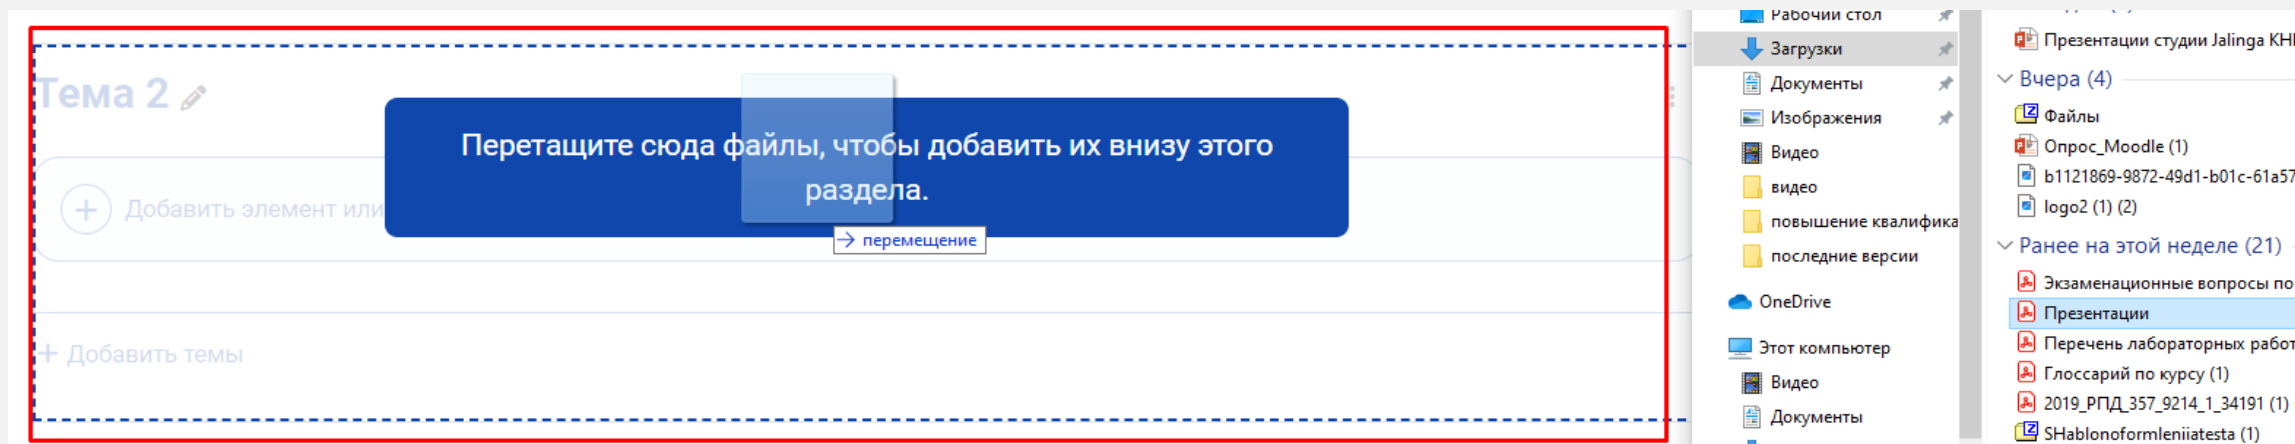 Тема 2
Перетащите сюда файлы, чтобы добавить их внизу этого
раздела.
Добавить элемент или
перемещение
+ Добавить темы
Рабочий стол
Загрузки
Документы
Изображения
Видео
видео
повышение квалифика
последние версии
OneDrive
Этот компьютер
Видео
Документы
Презентации студии Jalinga КНИ
Вчера (4)
Файлы
Опрос_Moodle (1)
b1121869-9872-49d1-b01c-61a57
logo2 (1) (2)
Ранее на этой неделе (21)
Экзаменационные вопросы по
Презентации
Перечень лабораторных работ
Глоссарий по курсу (1)
2019_РПД_357_9214_1_34191 (1)
SHablonoformleniiatesta (1)